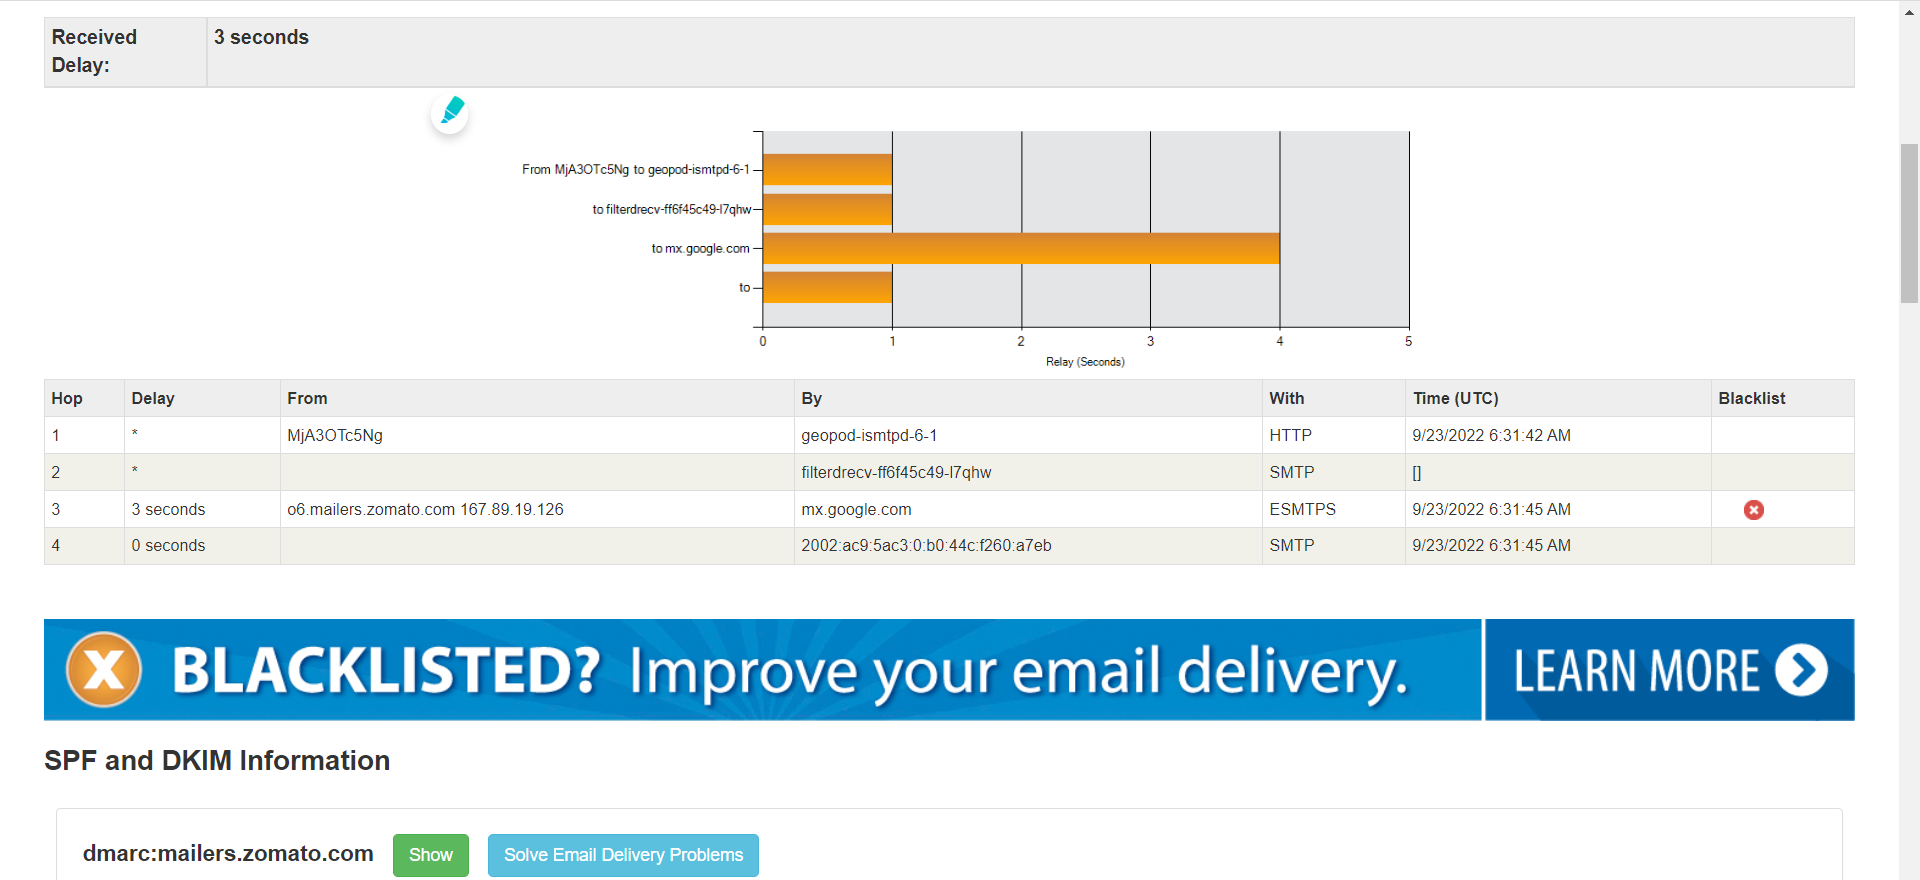 Received Delay: 3 seconds
From MjA3OTc5Ng to geopod-ismtpd-6-1
to filterdrecv-ff6f45c49-l7qhw
to mx.google.com
to
0 1 2 3 4 5
Relay (Seconds)
Hop Delay From By With Time (UTC) Blacklist
1 * MjA3OTc5Ng geopod-ismtpd-6-1 HTTP 9/23/2022 6:31:42 AM
2 * filterdrecv-ff6f45c49-l7qhw SMTP []
3 3 seconds o6.mailers.zomato.com 167.89.19.126 mx.google.com ESMTPS 9/23/2022 6:31:45 AM
4 0 seconds 2002:ac9:5ac3:0:b0:44c:f260:a7eb SMTP 9/23/2022 6:31:45 AM
BLACKLISTED? Improve your email delivery. LEARN MORE
SPF and DKIM Information
dmarc:mailers.zomato.com Show Solve Email Delivery Problems